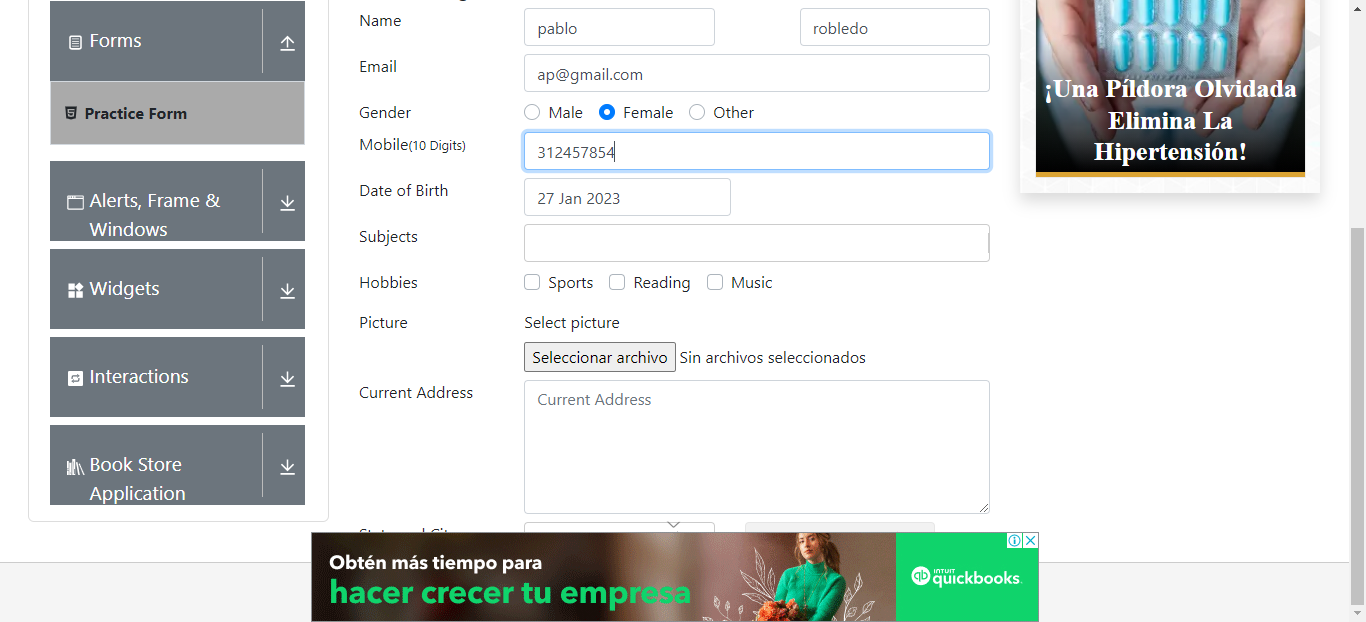 Forms
Practice Form
Alerts, Frame &
Windows
Widgets
Interactions
Book Store
Application
Name
pablo
robledo
Email
ap@gmail.com
Gender
Male
Female
Other
Mobile(10 Digits)
312457854
Date of Birth
27 Jan 2023
Subjects
Hobbies
Sports
Reading
Music
Picture
Select picture
Seleccionar archivo Sin archivos seleccionados
Current Address
Current Address
¡Una Píldora Olvidada
Elimina La
Hipertensión!
Obtén más tiempo para
hacer crecer tu empresa
INTUIT
quickbooks